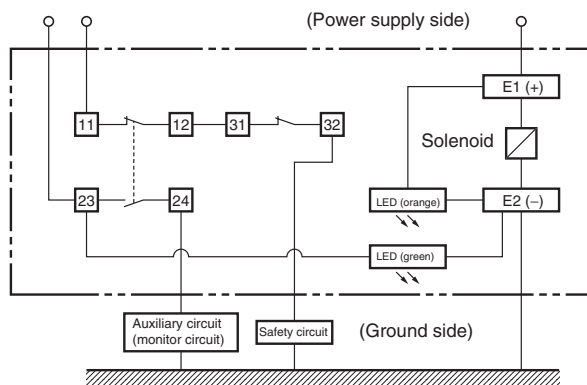 (Power supply side)
E1 (+)
11
12
31
32
Solenoid
23
24
LED (orange)
E2 (−)
LED (green)
Auxiliary circuit
(monitor circuit)
Safety circuit
(Ground side)